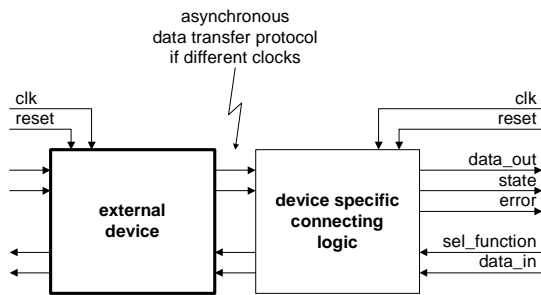 asynchronous
data transfer protocol
if different clocks
clk
reset
clk
reset
external
device
device specific
connecting
logic
data_out
state
error
sel_function
data_in